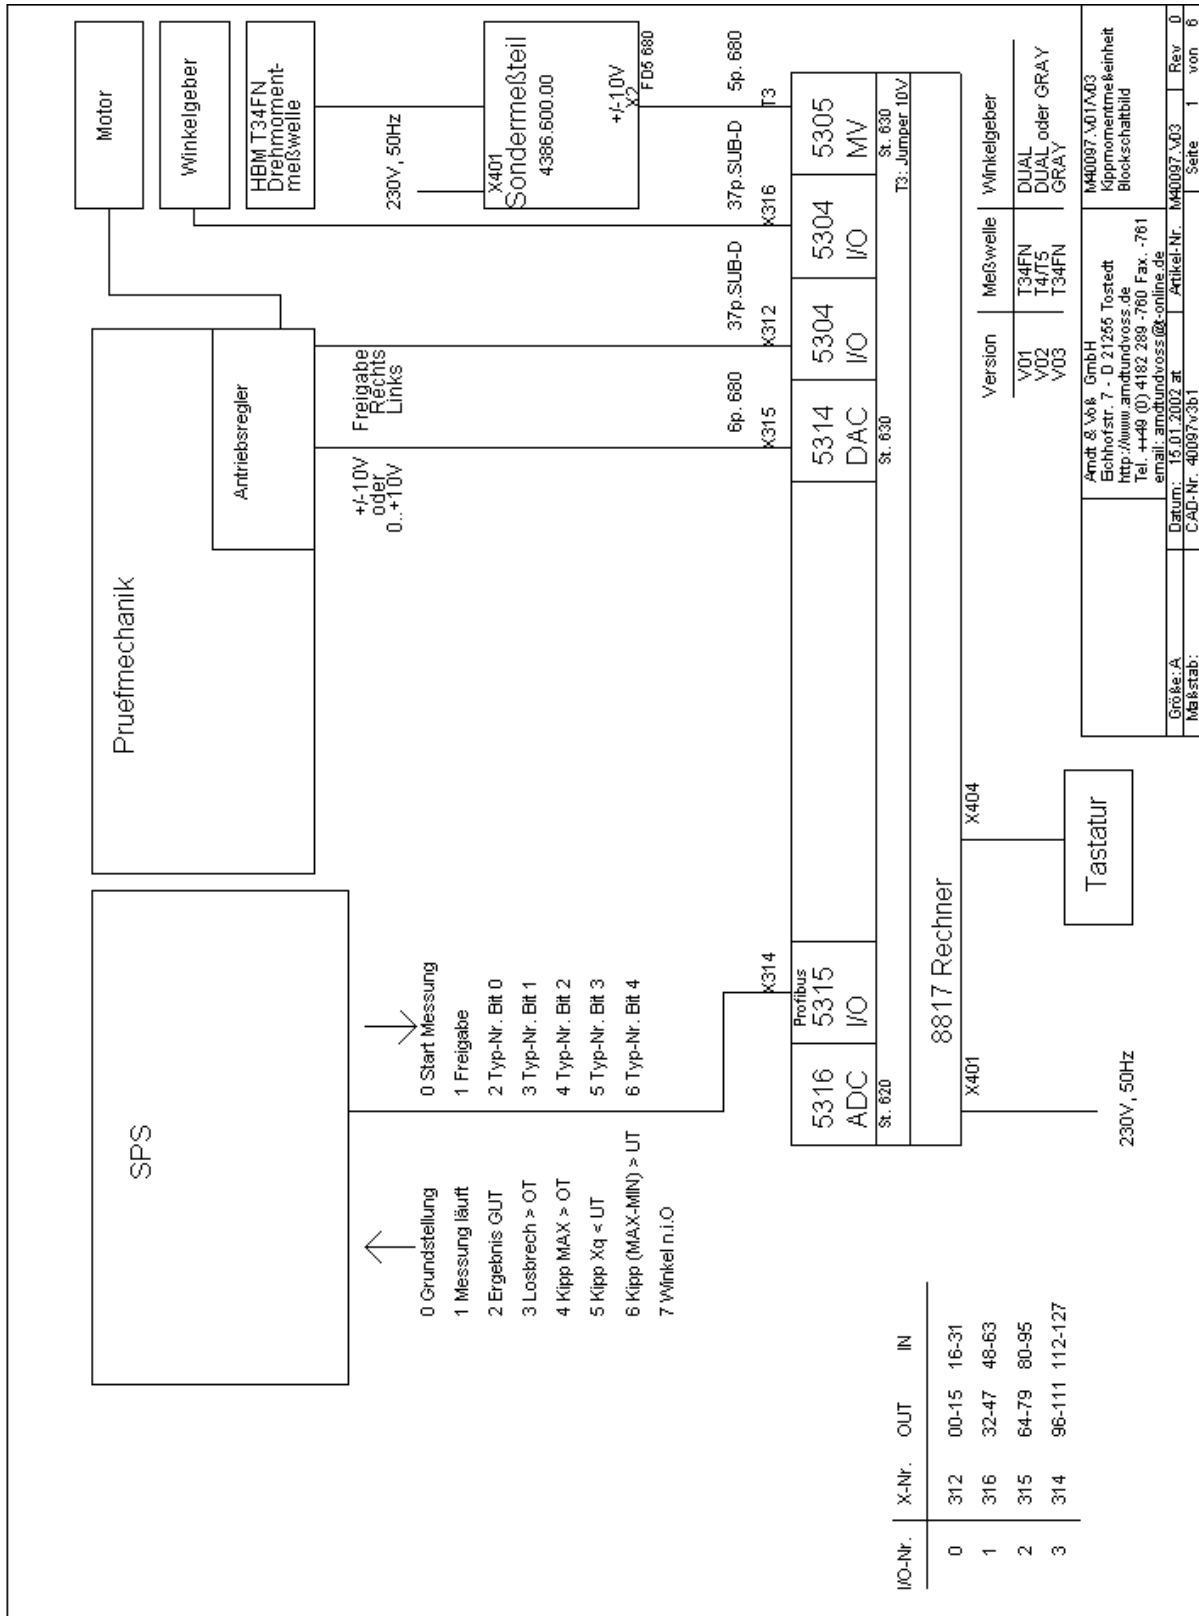 SPS
Pruefmechanik
Antriebsregler
Motor
Winkelgeber
HBM T34FN
Drehmoment-
meßwelle
230V, 50Hz
X401
Sondermeßteil
4386.600.00
+/-10V
X2
FD5 680
0 Grundstellung
1 Messung läuft
2 Ergebnis GUT
3 Losbrech > OT
4 Kipp MAX > OT
5 Kipp Xq < UT
6 Kipp (MAX-MIN) > UT
7 Winkel n.i.O
0 Start Messung
1 Freigabe
2 Typ-Nr. Bit 0
3 Typ-Nr. Bit 1
4 Typ-Nr. Bit 2
5 Typ-Nr. Bit 3
6 Typ-Nr. Bit 4
+/-10V
oder
0..+10V
Freigabe
Rechts
Links
6p. 680
37p.SUB-D
37p.SUB-D
5p. 680
X314
X315
X312
X316
T3
5316
ADC
St. 620
Profibus
5315
I/O
5314
DAC
St. 630
5304
I/O
5304
I/O
5305
MV
St. 630
T3: Jumper 10V
8817 Rechner
X401
X404
230V, 50Hz
Tastatur
I/O-Nr. X-Nr. OUT IN
0 312 00-15 16-31
1 316 32-47 48-63
2 315 64-79 80-95
3 314 96-111 112-127
Version Meßwelle Winkelgeber
V01 T34FN DUAL
V02 T4/T5 DUAL oder GRAY
V03 T34FN GRAY
Arndt & Voß GmbH
Eichhofstr. 7 - D 21255 Tostedt
http://www.arndtundvoss.de
Tel. ++49 (0) 4182 289 -760 Fax. -761
email: arndtundvoss@t-online.de
M40097.V01/V03
Kippmomentmeßeinheit
Blockschaltbild
Größe: A Datum: 15.01.2002 at Artikel-Nr. M40097.V03 Rev 0
Maßstab: CAD-Nr. 40097v3b1 Seite 1 von 6